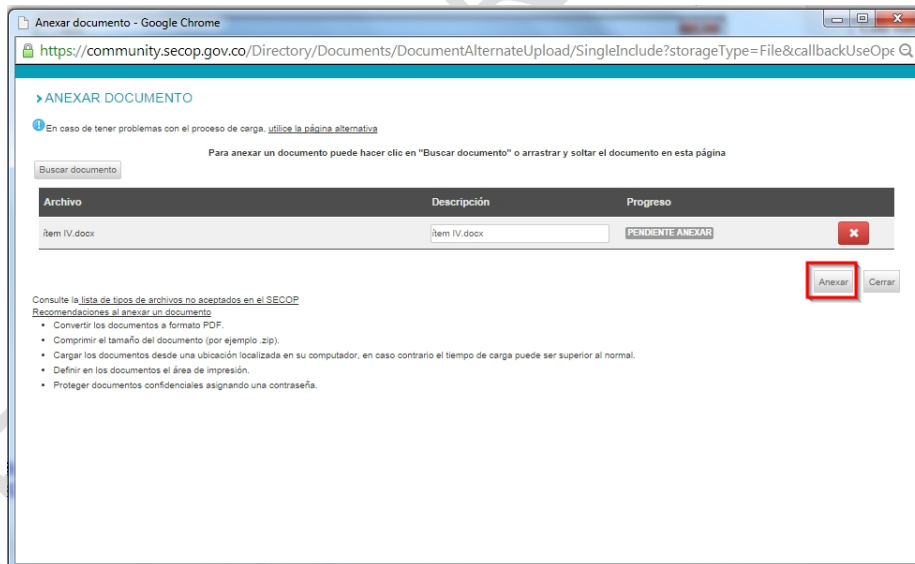 Anexar documento - Google Chrome
https://community.secop.gov.co/Directory/Documents/DocumentAlternateUpload/SingleInclude?storageType=File&callbackUseOpe
ANEXAR DOCUMENTO
En caso de tener problemas con el proceso de carga, utilice la página alternativa
Para anexar un documento puede hacer clic en "Buscar documento" o arrastrar y soltar el documento en esta página
Buscar documento
Archivo Descripción Progreso
ítem IV.docx ítem IV.docx PENDIENTE ANEXAR
Anexar Cerrar
Consulte la lista de tipos de archivos no aceptados en el SECOP
Recomendaciones al anexar un documento
• Convertir los documentos a formato PDF.
• Comprimir el tamaño del documento (por ejemplo .zip).
• Cargar los documentos desde una ubicación localizada en su computador, en caso contrario el tiempo de carga puede ser superior al normal.
• Definir en los documentos el área de impresión.
• Proteger documentos confidenciales asignando una contraseña.